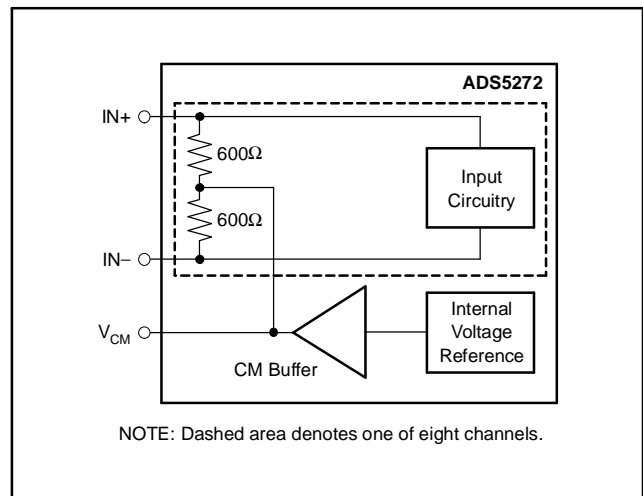 ADS5272
IN+
600Ω
Input
Circuitry
600Ω
IN−
V_CM
CM Buffer
Internal
Voltage
Reference
NOTE: Dashed area denotes one of eight channels.